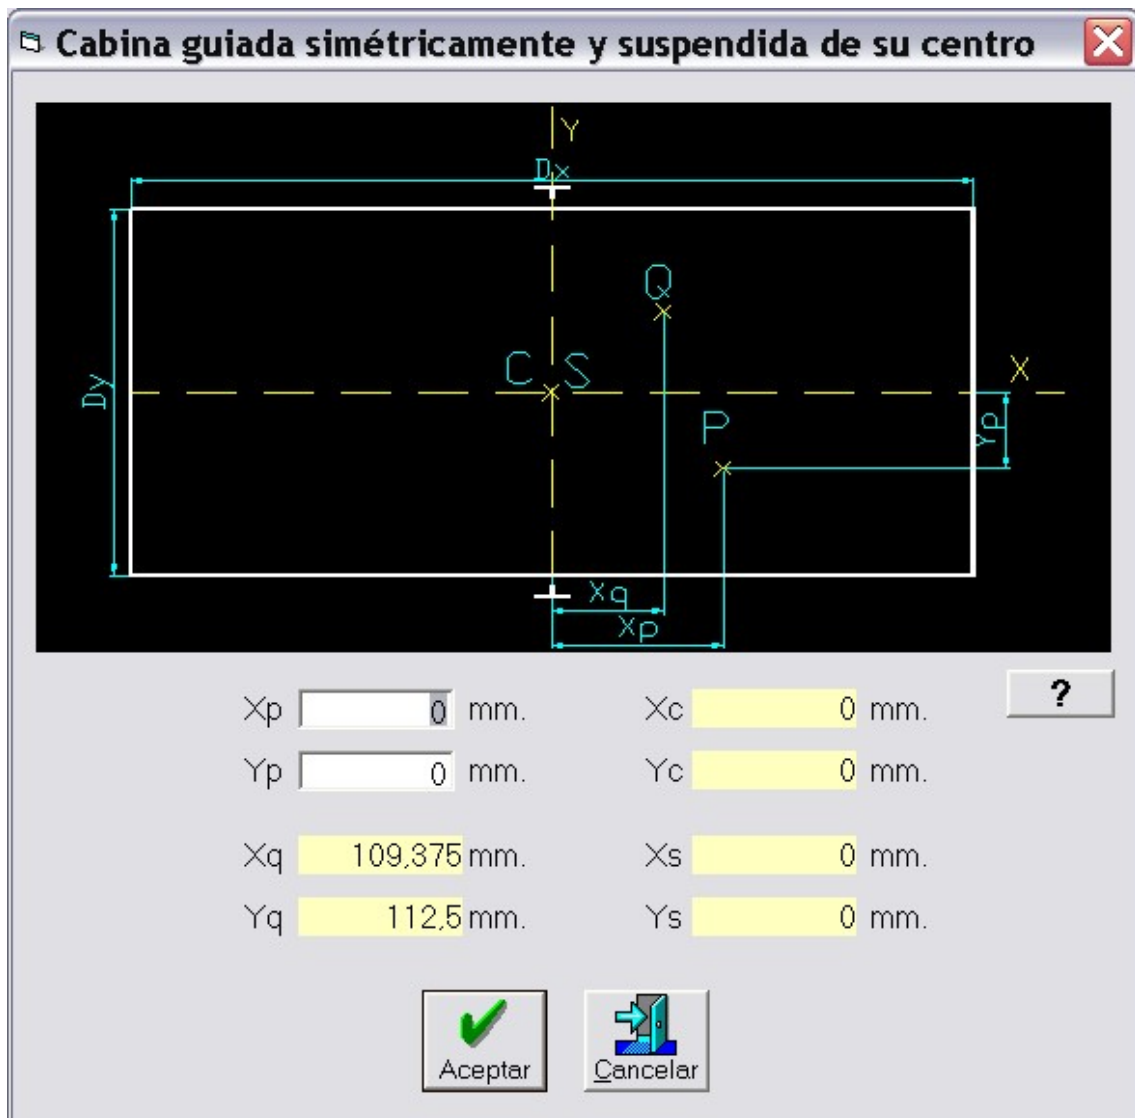 Cabina guiada simétricamente y suspendida de su centro
Y
Dx
Q
C S
X
Dy
P
Yp
Xq
Xp
?
Xp 0 mm. Xc 0 mm.
Yp 0 mm. Yc 0 mm.
Xq 109,375 mm. Xs 0 mm.
Yq 112,5 mm. Ys 0 mm.
Aceptar Cancelar